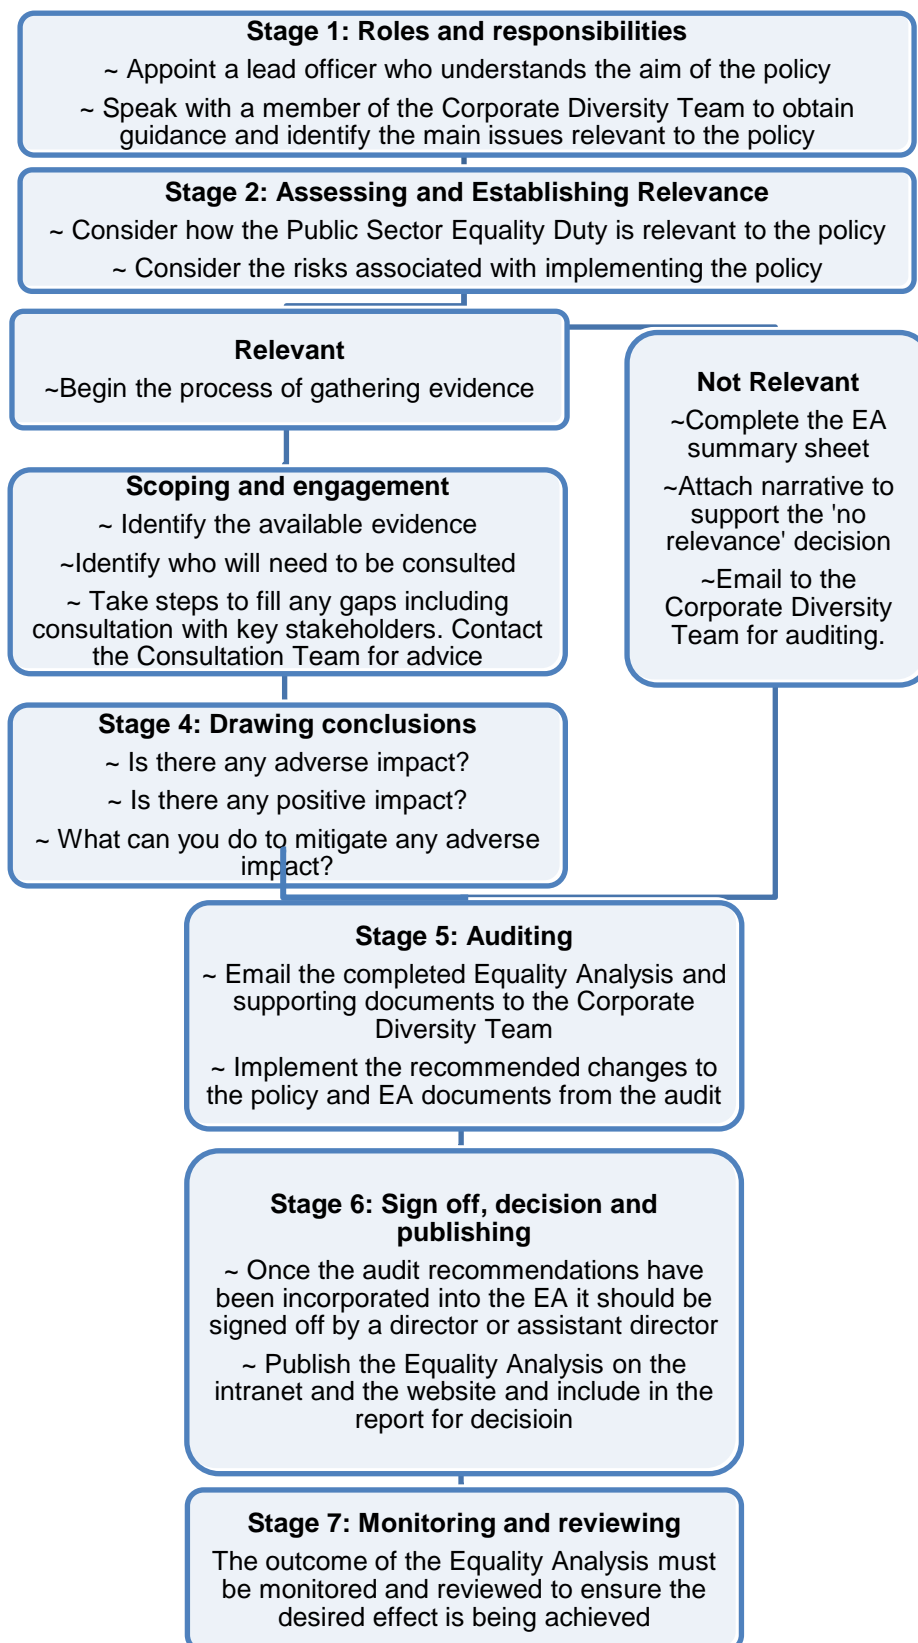 Stage 1: Roles and responsibilities
~ Appoint a lead officer who understands the aim of the policy
~ Speak with a member of the Corporate Diversity Team to obtain
guidance and identify the main issues relevant to the policy
Stage 2: Assessing and Establishing Relevance
~ Consider how the Public Sector Equality Duty is relevant to the policy
~ Consider the risks associated with implementing the policy
Relevant
~Begin the process of gathering evidence
Not Relevant
~Complete the EA
summary sheet
~Attach narrative to
support the 'no
relevance' decision
~Email to the
Corporate Diversity
Team for auditing.
Scoping and engagement
~ Identify the available evidence
~Identify who will need to be consulted
~ Take steps to fill any gaps including
consultation with key stakeholders. Contact
the Consultation Team for advice
Stage 4: Drawing conclusions
~ Is there any adverse impact?
~ Is there any positive impact?
~ What can you do to mitigate any adverse
impact?
Stage 5: Auditing
~ Email the completed Equality Analysis and
supporting documents to the Corporate
Diversity Team
~ Implement the recommended changes to
the policy and EA documents from the audit
Stage 6: Sign off, decision and
publishing
~ Once the audit recommendations have
been incorporated into the EA it should be
signed off by a director or assistant director
~ Publish the Equality Analysis on the
intranet and the website and include in the
report for decisioin
Stage 7: Monitoring and reviewing
The outcome of the Equality Analysis must
be monitored and reviewed to ensure the
desired effect is being achieved